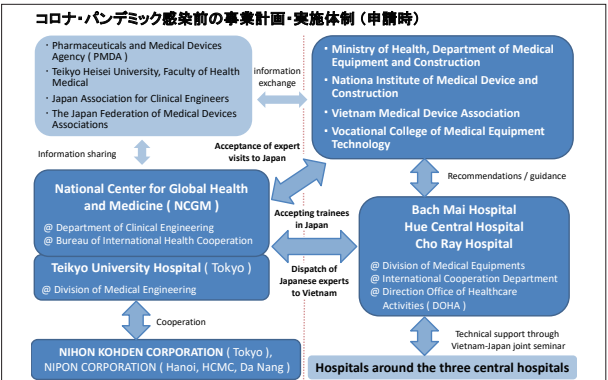 コロナ・パンデミック感染前の事業計画・実施体制 (申請時)
・Pharmaceuticals and Medical Devices
Agency ( PMDA )
・Teikyo Heisei University, Faculty of Health
Medical
・Japan Association for Clinical Engineers
・The Japan Federation of Medical Devices
Associations
information
exchange
・Ministry of Health, Department of Medical
Equipment and Construction
・Nationa Institute of Medical Device and
Construction
・Vietnam Medical Device Association
・Vocational College of Medical Equipment
Technology
Information sharing
Acceptance of expert
visits to Japan
Recommendations / guidance
National Center for Global Health
and Medicine ( NCGM )
@ Department of Clinical Engineering
@ Bureau of International Health Cooperation
Teikyo University Hospital ( Tokyo )
@ Division of Medical Engineering
Accepting trainees
in Japan
Dispatch of
Japanese experts
to Vietnam
Bach Mai Hospital
Hue Central Hospital
Cho Ray Hospital
@ Division of Medical Equipments
@ International Cooperation Department
@ Direction Office of Healthcare
Activities ( DOHA )
Cooperation
Technical support through
Vietnam-Japan joint seminar
NIHON KOHDEN CORPORATION ( Tokyo ),
NIPON CORPORATION ( Hanoi, HCMC, Da Nang )
Hospitals around the three central hospitals